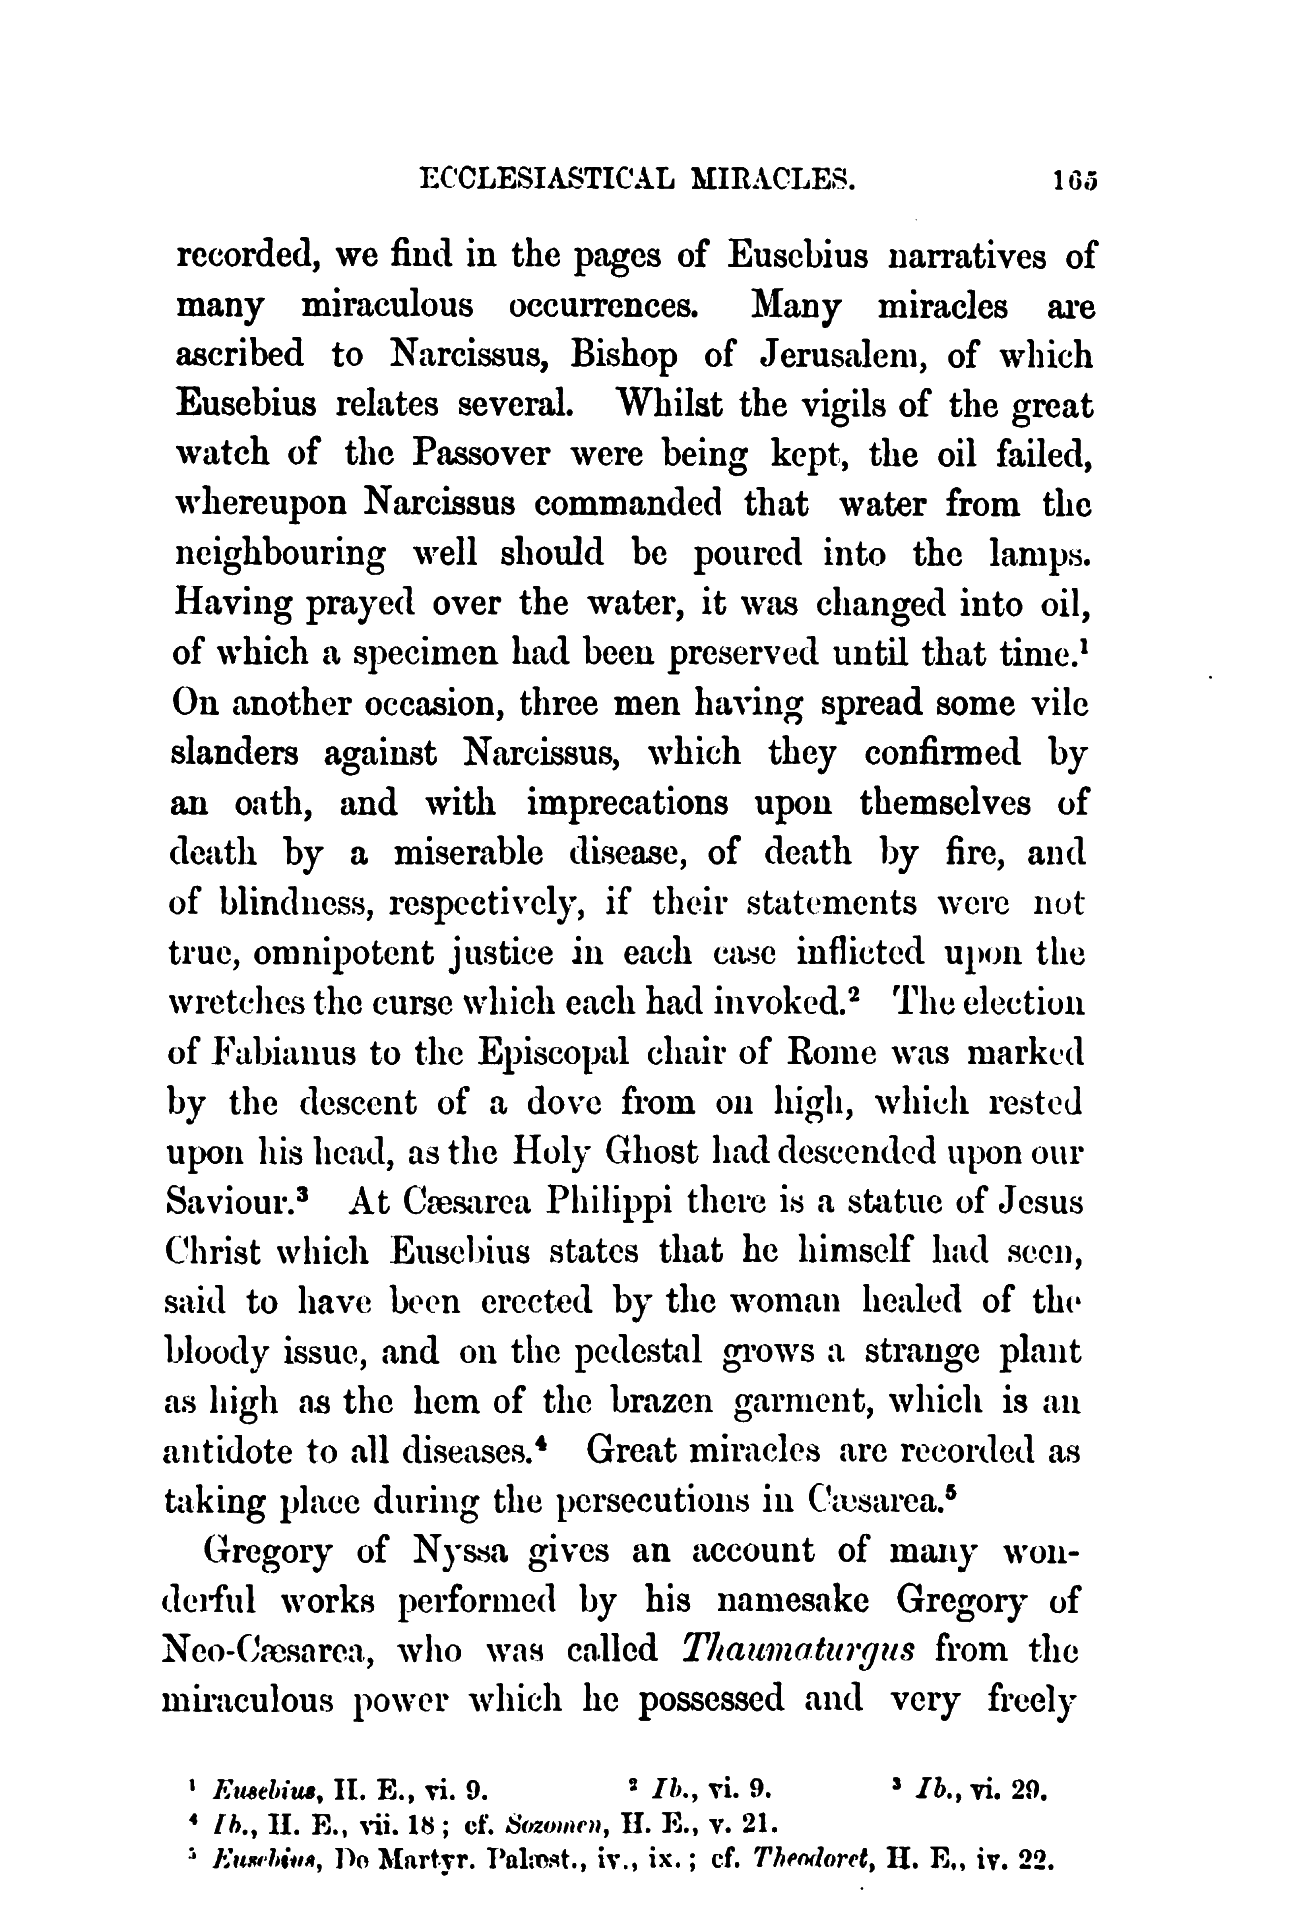 ECCLESIASTICAL MIRACLES. 165
recorded, we find in the pages of Eusebius narratives of
many miraculous occurrences. Many miracles are
ascribed to Narcissus, Bishop of Jerusalem, of which
Eusebius relates several. Whilst the vigils of the great
watch of the Passover were being kept, the oil failed,
whereupon Narcissus commanded that water from the
neighbouring well should be poured into the lamps.
Having prayed over the water, it was changed into oil,
of which a specimen had been preserved until that time.¹
On another occasion, three men having spread some vile
slanders against Narcissus, which they confirmed by
an oath, and with imprecations upon themselves of
death by a miserable disease, of death by fire, and
of blindness, respectively, if their statements were not
true, omnipotent justice in each case inflicted upon the
wretches the curse which each had invoked.² The election
of Fabianus to the Episcopal chair of Rome was marked
by the descent of a dove from on high, which rested
upon his head, as the Holy Ghost had descended upon our
Saviour.³ At Cæsarea Philippi there is a statue of Jesus
Christ which Eusebius states that he himself had seen,
said to have been erected by the woman healed of the
bloody issue, and on the pedestal grows a strange plant
as high as the hem of the brazen garment, which is an
antidote to all diseases.⁴ Great miracles are recorded as
taking place during the persecutions in Cæsarea.⁵
Gregory of Nyssa gives an account of many won-
derful works performed by his namesake Gregory of
Neo-Cæsarea, who was called Thaumaturgus from the
miraculous power which he possessed and very freely
¹ Eusebius, H. E., vi. 9. ² Ib., vi. 9. ³ Ib., vi. 29.
⁴ Ib., H. E., vii. 18; cf. Sozomen, H. E., v. 21.
⁵ Eusebius, De Martyr. Palæst., iv., ix.; cf. Theodoret, H. E., iv. 22.